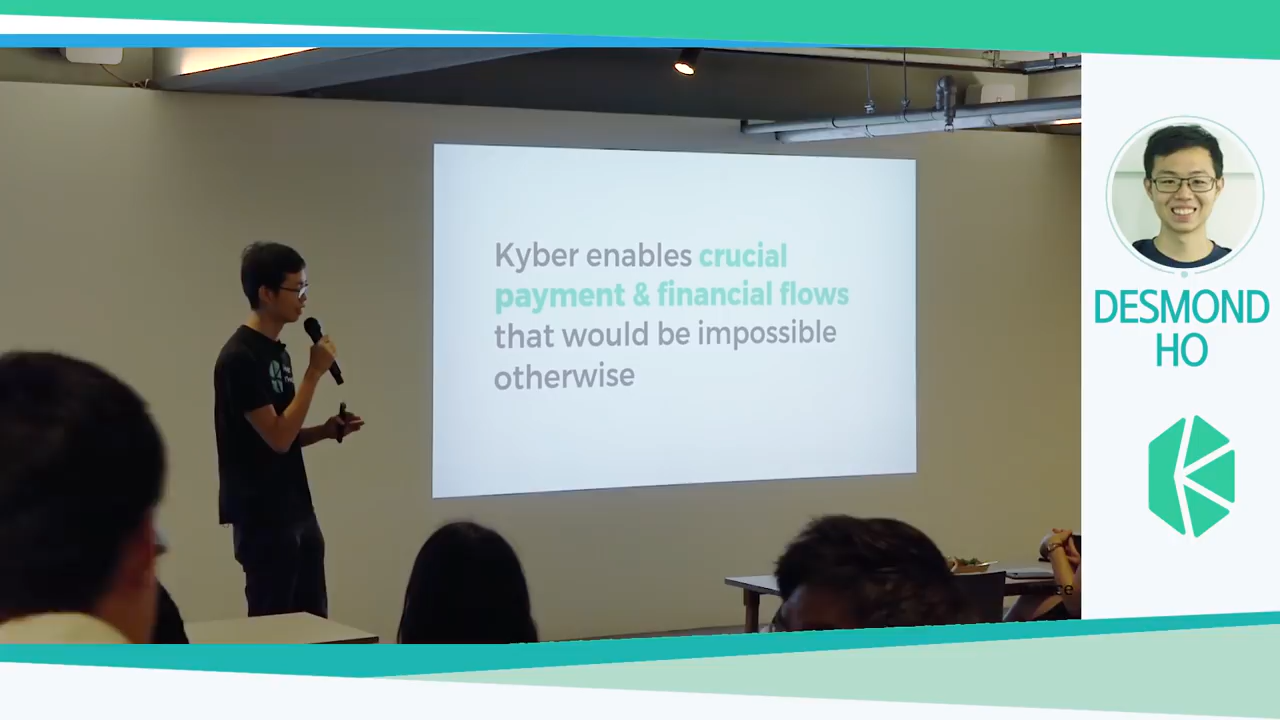 Kyber enables crucial
payment & financial flows
that would be impossible
otherwise
DESMOND
HO